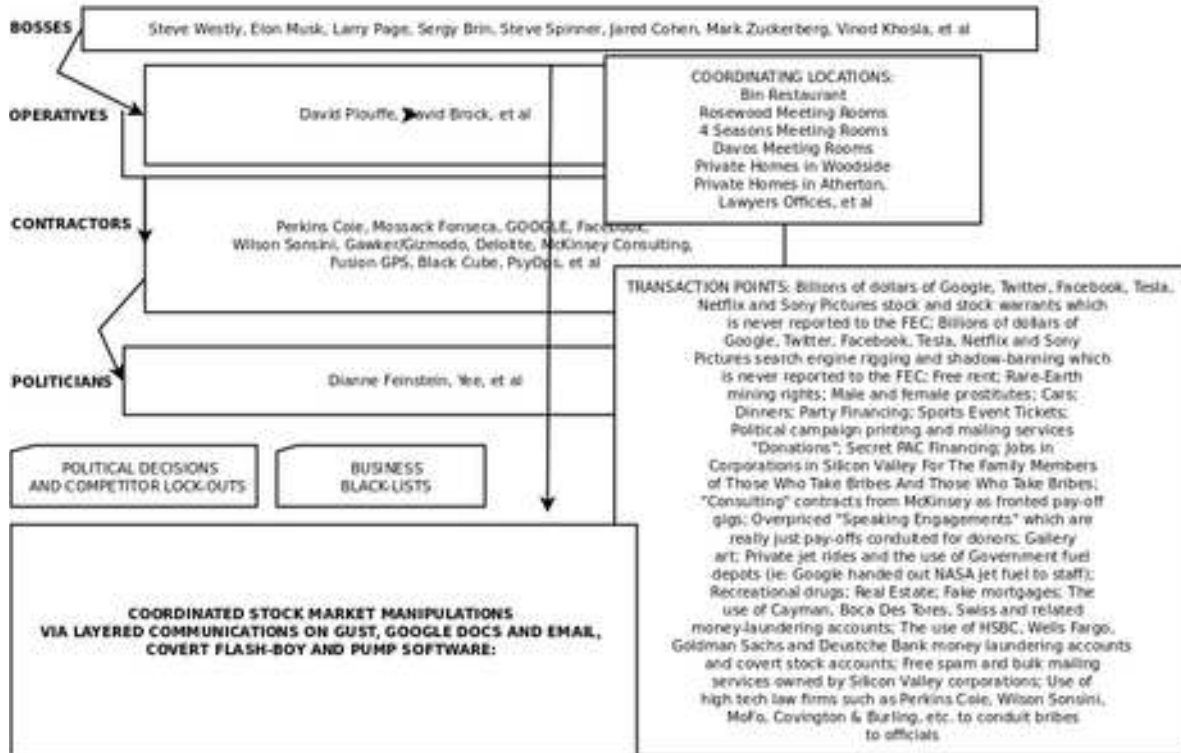 BOSSES
Steve Westly, Elon Musk, Larry Page, Sergy Brin, Steve Spinner, Jared Cohen, Mark Zuckerberg, Vinod Khosla, et al
OPERATIVES
David Plouffe, David Brock, et al
COORDINATING LOCATIONS:
Bin Restaurant
Rosewood Meeting Rooms
4 Seasons Meeting Rooms
Davos Meeting Rooms
Private Homes in Woodside
Private Homes in Atherton,
Lawyers Offices, et al
CONTRACTORS
Perkins Coie, Mossack Fonseca, GOOGLE, Facebook,
Wilson Sonsini, Gawker/Gizmodo, Deloitte, McKinsey Consulting,
Fusion GPS, Black Cube, PsyOps, et al
POLITICIANS
Dianne Feinstein, Yee, et al
TRANSACTION POINTS: Billions of dollars of Google, Twitter, Facebook, Tesla,
Netflix and Sony Pictures stock and stock warrants which
is never reported to the FEC; Billions of dollars of
Google, Twitter, Facebook, Tesla, Netflix and Sony
Pictures search engine rigging and shadow-banning which
is never reported to the FEC; Free rent; Rare-Earth
mining rights; Male and female prostitutes; Cars;
Dinners; Party Financing; Sports Event Tickets;
Political campaign printing and mailing services
"Donations"; Secret PAC Financing; Jobs in
Corporations in Silicon Valley For The Family Members
of Those Who Take Bribes And Those Who Take Bribes;
"Consulting" contracts from McKinsey as fronted pay-off
gigs; Overpriced "Speaking Engagements" which are
really just pay-offs conduited for donors; Gallery
art; Private jet rides and the use of Government fuel
depots (ie: Google handed out NASA jet fuel to staff);
Recreational drugs; Real Estate; Fake mortgages; The
use of Cayman, Boca Des Tores, Swiss and related
money-laundering accounts; The use of HSBC, Wells Fargo,
Goldman Sachs and Deustche Bank money laundering accounts
and covert stock accounts; Free spam and bulk mailing
services owned by Silicon Valley corporations; Use of
high tech law firms such as Perkins Coie, Wilson Sonsini,
MoFo, Covington & Burling, etc. to conduit bribes
to officials
POLITICAL DECISIONS
AND COMPETITOR LOCK-OUTS
BUSINESS
BLACK-LISTS
COORDINATED STOCK MARKET MANIPULATIONS
VIA LAYERED COMMUNICATIONS ON GUST, GOOGLE DOCS AND EMAIL,
COVERT FLASH-BOY AND PUMP SOFTWARE: